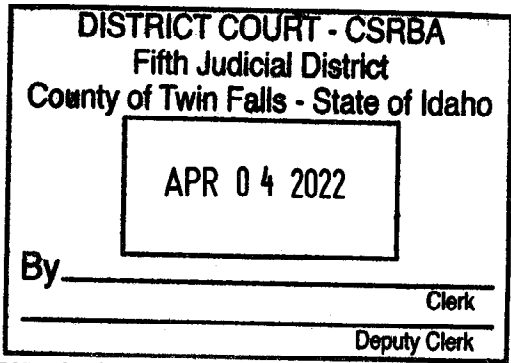 DISTRICT COURT - CSRBA
Fifth Judicial District
County of Twin Falls - State of Idaho
APR 04 2022
By
Clerk
Deputy Clerk